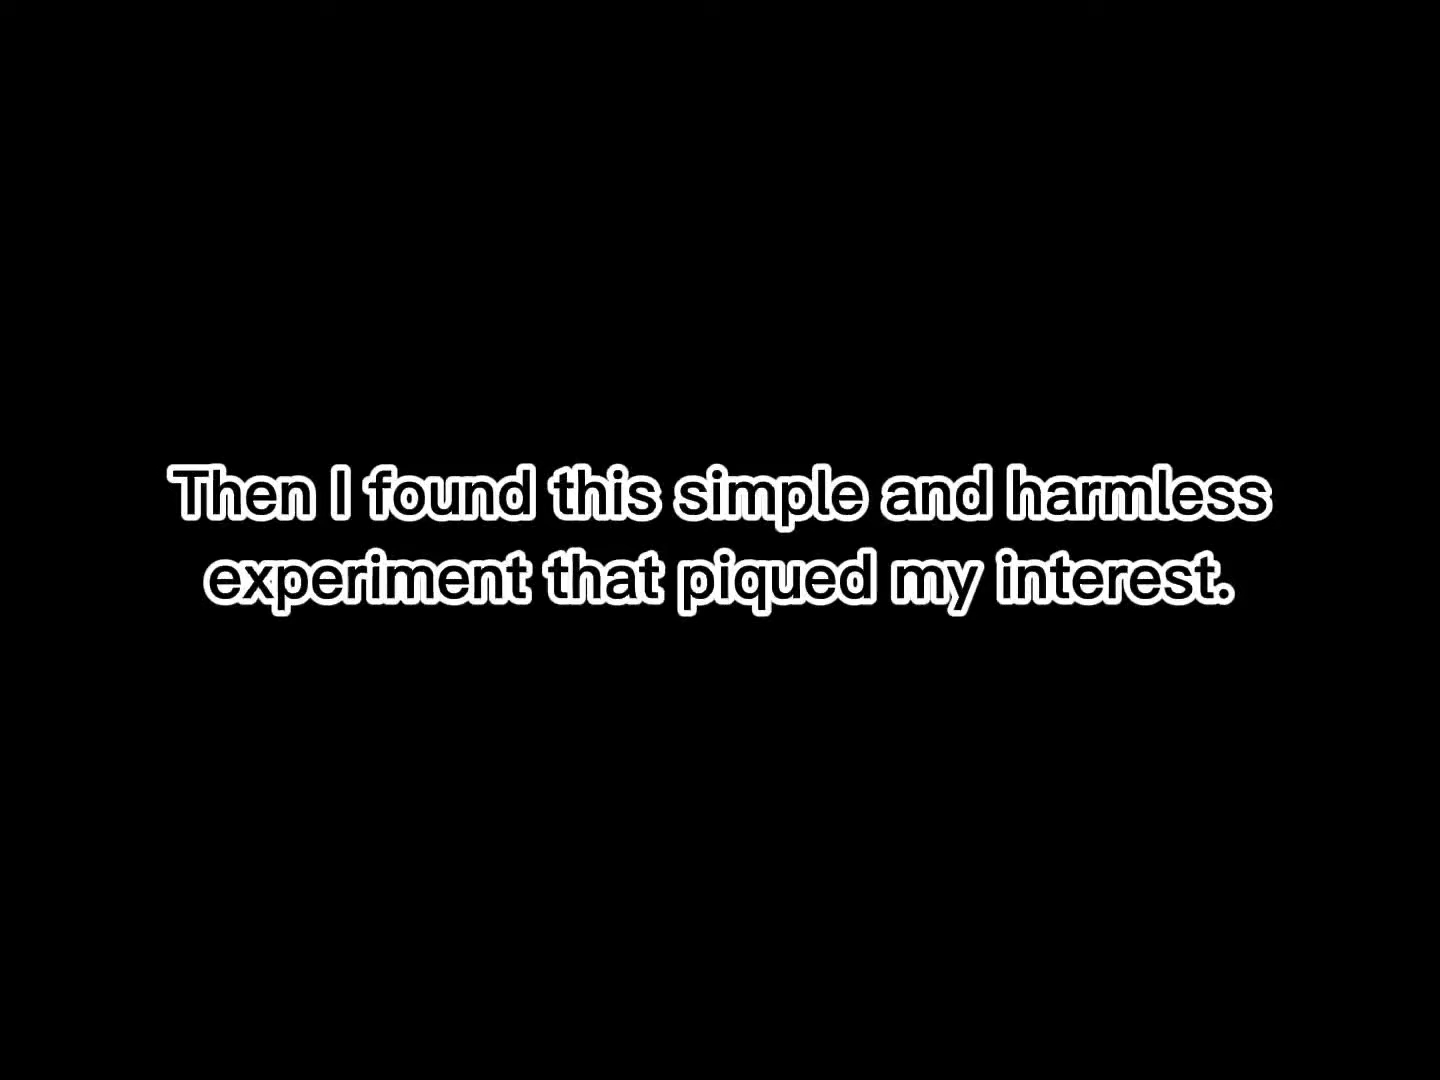 Then I found this simple and harmless
experiment that piqued my interest.